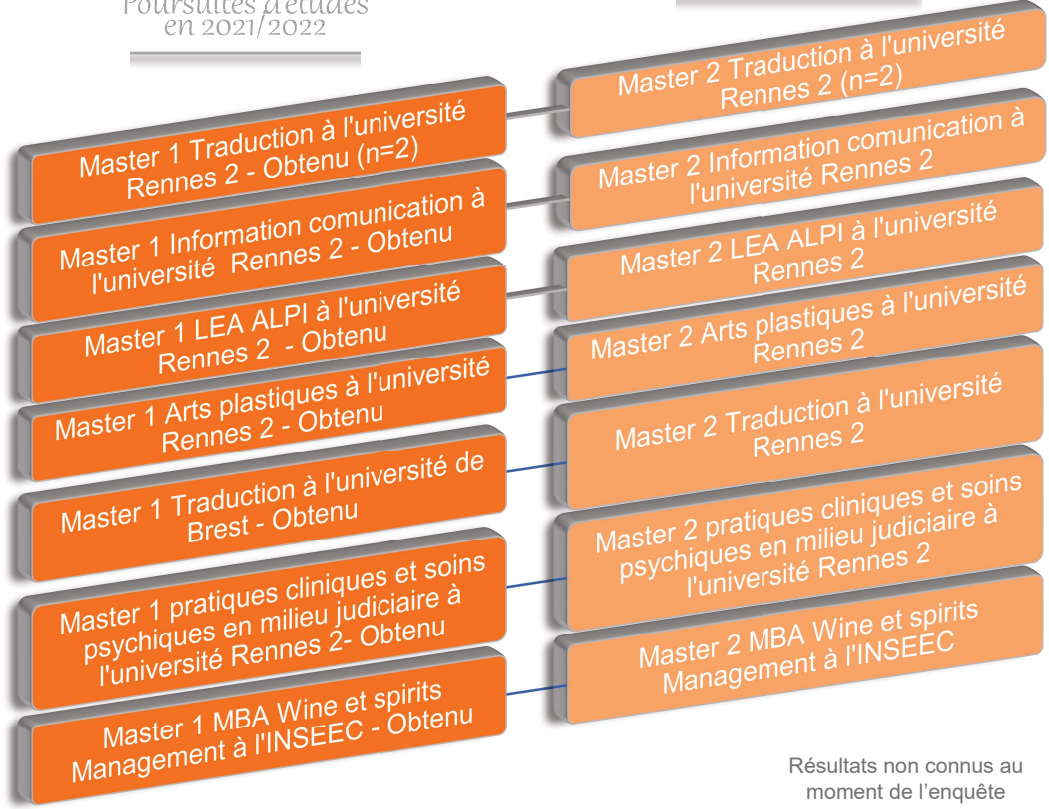 Poursuites d'études
en 2021/2022
Master 1 Traduction à l'université
Rennes 2 - Obtenu (n=2)
Master 1 Information comunication à
l'université Rennes 2 - Obtenu
Master 1 LEA ALPI à l'université
Rennes 2 - Obtenu
Master 1 Arts plastiques à l'université
Rennes 2 - Obtenu
Master 1 Traduction à l'université de
Brest - Obtenu
Master 1 pratiques cliniques et soins
psychiques en milieu judiciaire à
l'université Rennes 2- Obtenu
Master 1 MBA Wine et spirits
Management à l'INSEEC - Obtenu
Master 2 Traduction à l'université
Rennes 2 (n=2)
Master 2 Information comunication à
l'université Rennes 2
Master 2 LEA ALPI à l'université
Rennes 2
Master 2 Arts plastiques à l'université
Rennes 2
Master 2 Traduction à l'université
Rennes 2
Master 2 pratiques cliniques et soins
psychiques en milieu judiciaire à
l'université Rennes 2
Master 2 MBA Wine et spirits
Management à l'INSEEC
Résultats non connus au
moment de l'enquête